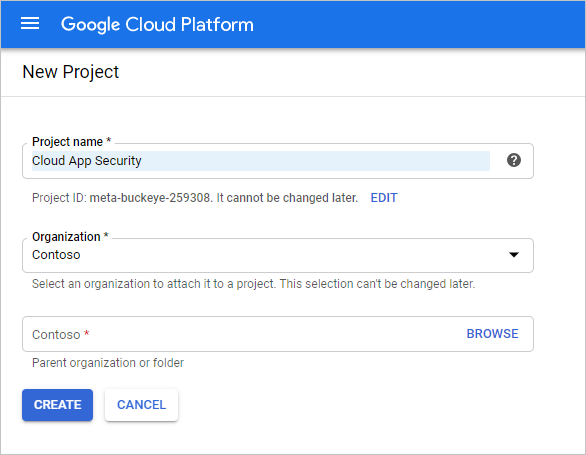 Google Cloud Platform
New Project
Project name *
Cloud App Security
?
Project ID: meta-buckeye-259308. It cannot be changed later. EDIT
Organization *
Contoso
Select an organization to attach it to a project. This selection can't be changed later.
Contoso * BROWSE
Parent organization or folder
CREATE CANCEL